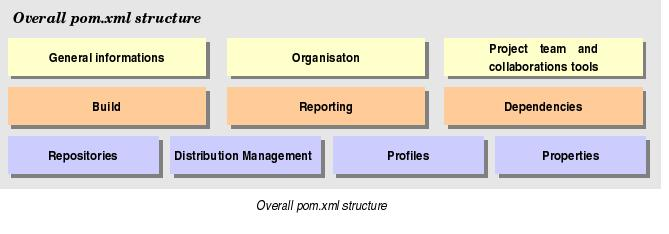 Overall pom.xml structure
General informations
Organisaton
Project team and
collaborations tools
Build
Reporting
Dependencies
Repositories
Distribution Management
Profiles
Properties
Overall pom.xml structure